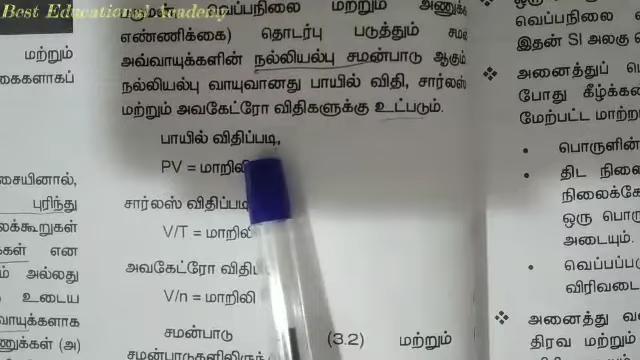 Best Educational Academy
மற்றும்
கைகளாகப்
சையினால்,
புரிந்து
லக்கூறுகள்
என
ம் அல்லது
உடைய
வாயுக்களாக
ணுக்கள் (அ)
வெப்பநிலை மற்றும் அணுக்
எண்ணிக்கை) தொடர்பு படுத்தும்
அவ்வாயுக்களின் நல்லியல்பு சமன்பாடு ஆகும்
நல்லியல்பு வாயுவானது பாயில் விதி, சார்லஸ்
மற்றும் அவகேட்ரோ விதிகளுக்கு உட்படும்.
பாயில் விதிப்படி,
PV = மாறிலி
சார்லஸ் விதிப்படி
V/T = மாறிலி
அவகேட்ரோ விதிப
V/n = மாறிலி
சமன்பாடு (3.2) மற்றும்
சமன்பாடுகளிலிருந்
வெப்பநிலை
இதன் SI அலகு
அனைத்துப்
போது கீழ்க்க
மேற்பட்ட மாற்ற
• பொருளின்
• திட நிலை
நிலைக்கே
ஒரு பொரு
அடையும்.
• வெப்பப்ப
விரிவடை
அனைத்து வ
திரவ மற்றும்